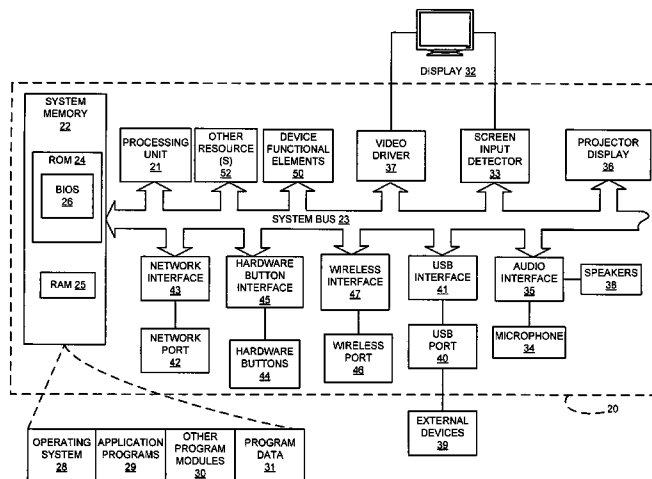 DISPLAY 32
SYSTEM
MEMORY
22
ROM 24
BIOS
26
RAM 25
PROCESSING
UNIT
21
OTHER
RESOURCE
(S)
52
DEVICE
FUNCTIONAL
ELEMENTS
50
VIDEO
DRIVER
37
SCREEN
INPUT
DETECTOR
33
PROJECTOR
DISPLAY
36
SYSTEM BUS 23
NETWORK
INTERFACE
43
HARDWARE
BUTTON
INTERFACE
45
WIRELESS
INTERFACE
47
USB
INTERFACE
41
AUDIO
INTERFACE
35
SPEAKERS
38
NETWORK
PORT
42
HARDWARE
BUTTONS
44
WIRELESS
PORT
46
USB
PORT
40
MICROPHONE
34
20
EXTERNAL
DEVICES
39
OPERATING
SYSTEM
28
APPLICATION
PROGRAMS
29
OTHER
PROGRAM
MODULES
30
PROGRAM
DATA
31